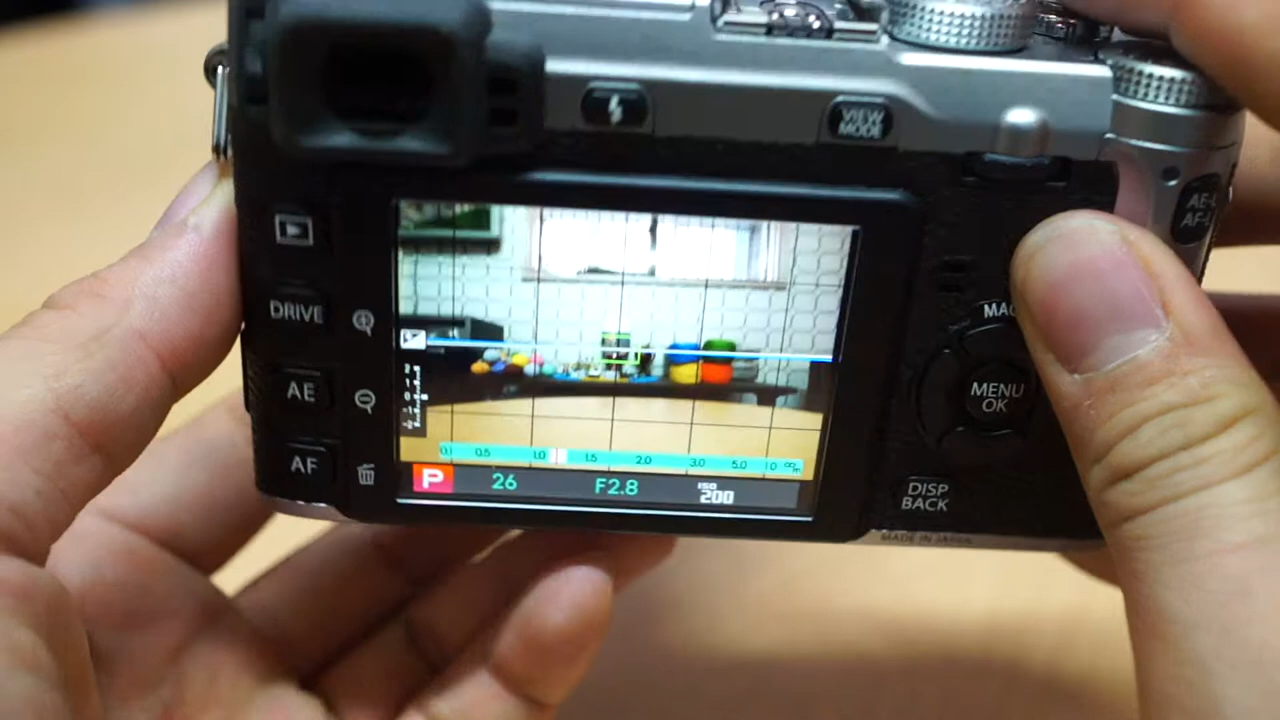 VIEW
MODE
AE-L
AF-L
DRIVE
MENU
OK
AE
AF
DISP
BACK
0.5 1.0 1.5 2.0 3.0 5.0 10 ∞
m
P 26 F2.8 ISO
200
MADE IN JAPAN